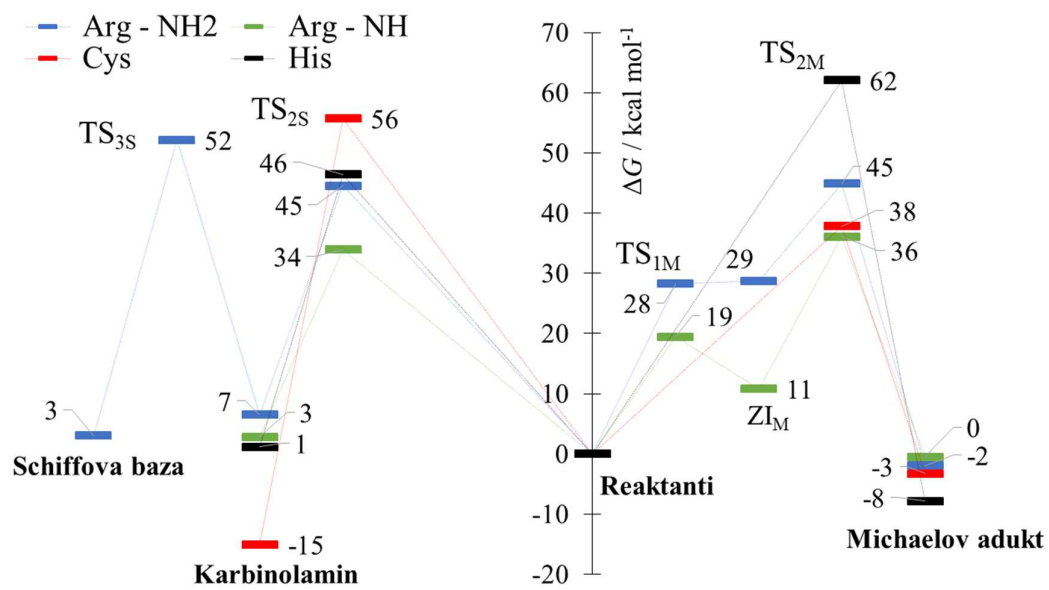 Arg - NH2 Arg - NH
Cys His
TS3S
52
TS2S
56
46
45
34
7
3
1
3
Schiffova baza
-15
Karbinolamin
ΔG / kcal mol-1
70
60
50
40
30
20
10
0
-10
-20
Reaktanti
TS1M
28
29
19
11
ZIM
TS2M
62
45
38
36
0
-2
-3
-8
Michaelov adukt